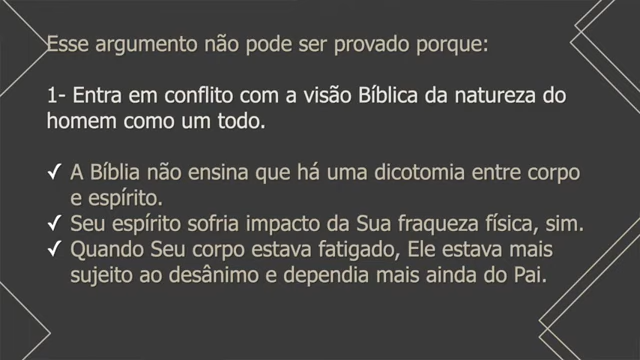 Esse argumento não pode ser provado porque:
1- Entra em conflito com a visão Bíblica da natureza do
homem como um todo.
✓ A Bíblia não ensina que há uma dicotomia entre corpo
e espírito.
✓ Seu espírito sofria impacto da Sua fraqueza física, sim.
✓ Quando Seu corpo estava fatigado, Ele estava mais
sujeito ao desânimo e dependia mais ainda do Pai.